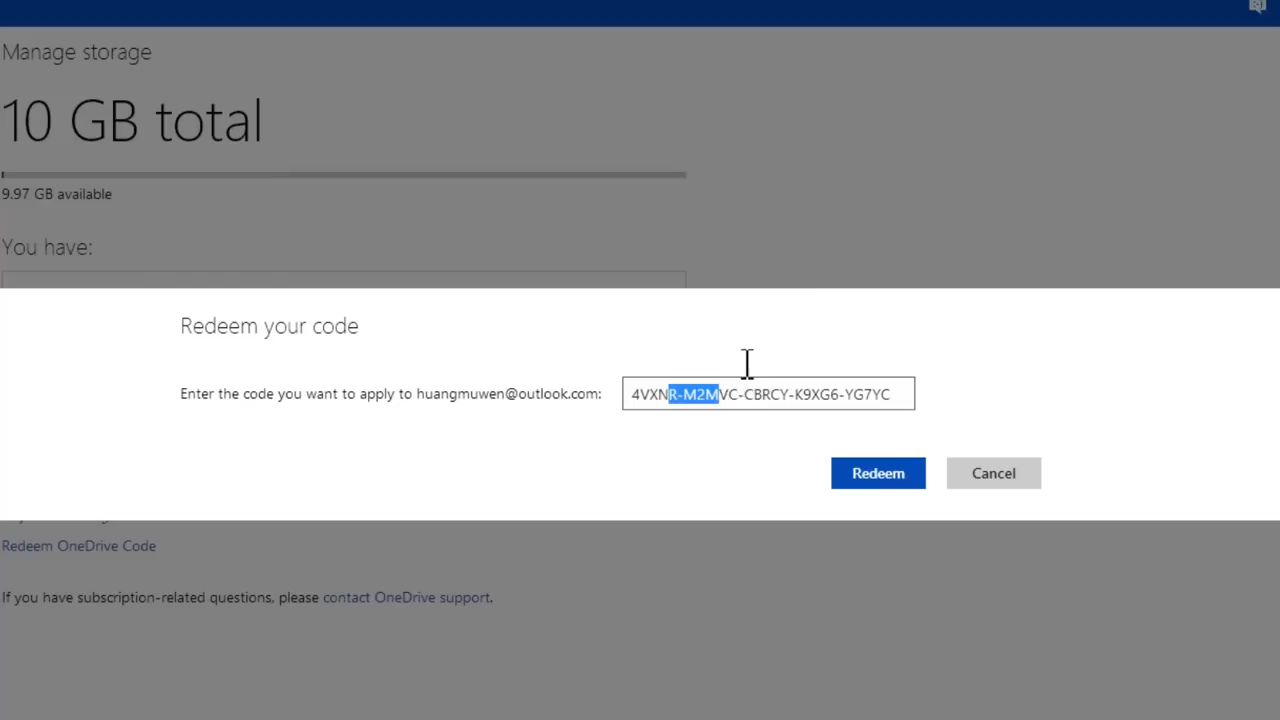 Manage storage
10 GB total
9.97 GB available
You have:
Redeem your code
Enter the code you want to apply to huangmuwen@outlook.com: 4VXNR-M2MVC-CBRCY-K9XG6-YG7YC
Redeem Cancel
Redeem OneDrive Code
If you have subscription-related questions, please contact OneDrive support.